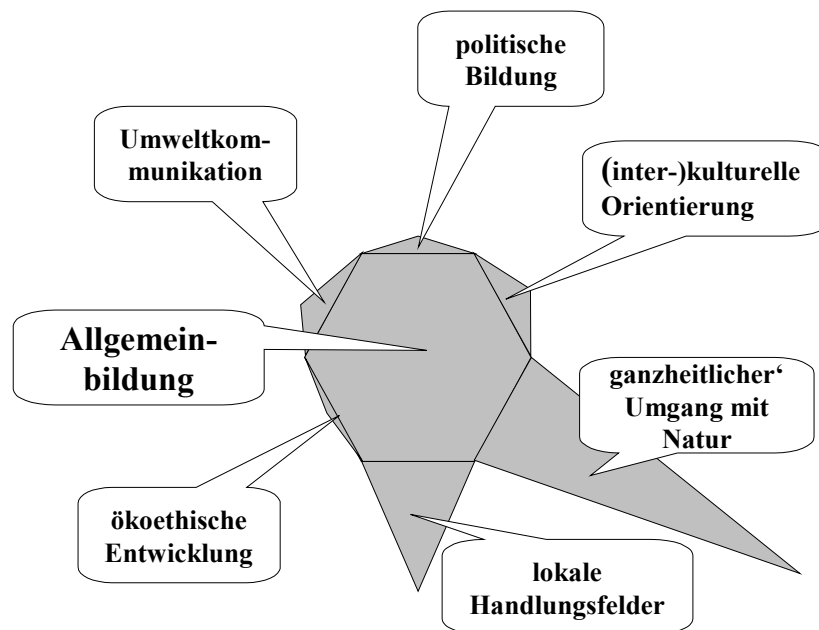 politische
Bildung
Umweltkom-
munikation
(inter-)kulturelle
Orientierung
Allgemein-
bildung
ganzheitlicher‘
Umgang mit
Natur
ökoethische
Entwicklung
lokale
Handlungsfelder